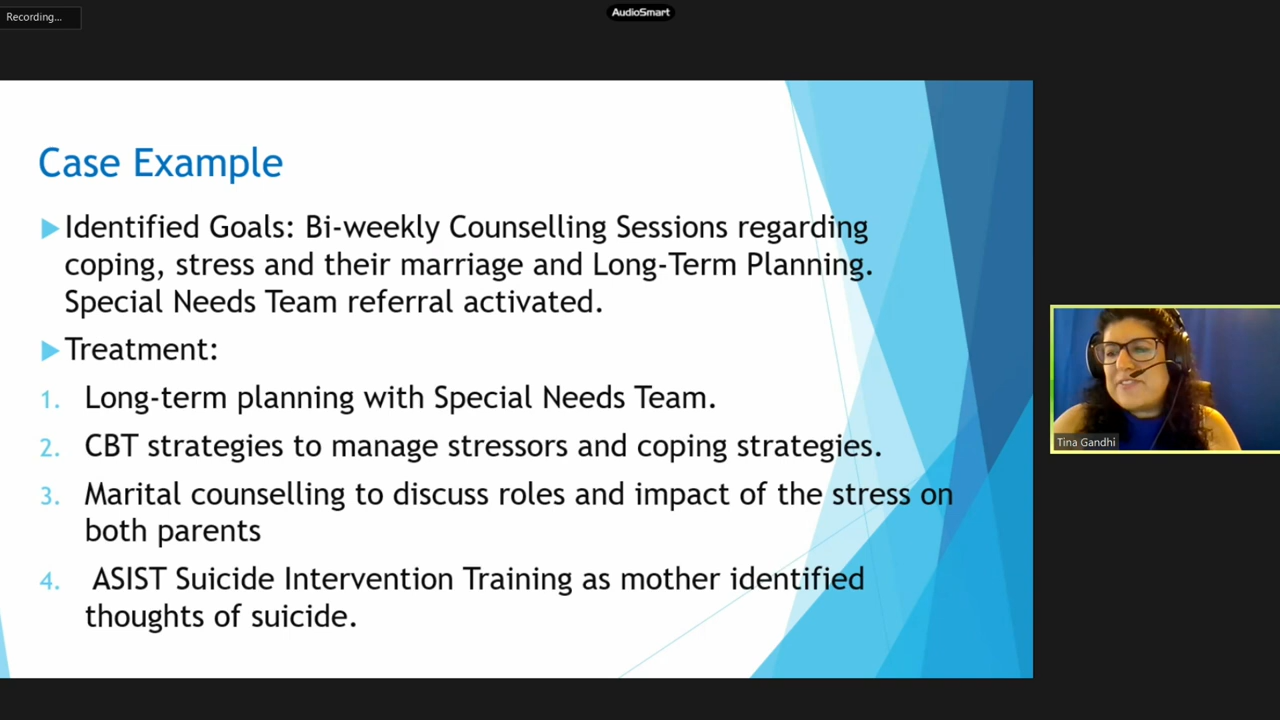 Recording...
AudioSmart
Case Example
Identified Goals: Bi-weekly Counselling Sessions regarding
coping, stress and their marriage and Long-Term Planning.
Special Needs Team referral activated.
Treatment:
1. Long-term planning with Special Needs Team.
2. CBT strategies to manage stressors and coping strategies.
3. Marital counselling to discuss roles and impact of the stress on
both parents
4. ASIST Suicide Intervention Training as mother identified
thoughts of suicide.
Tina Gandhi